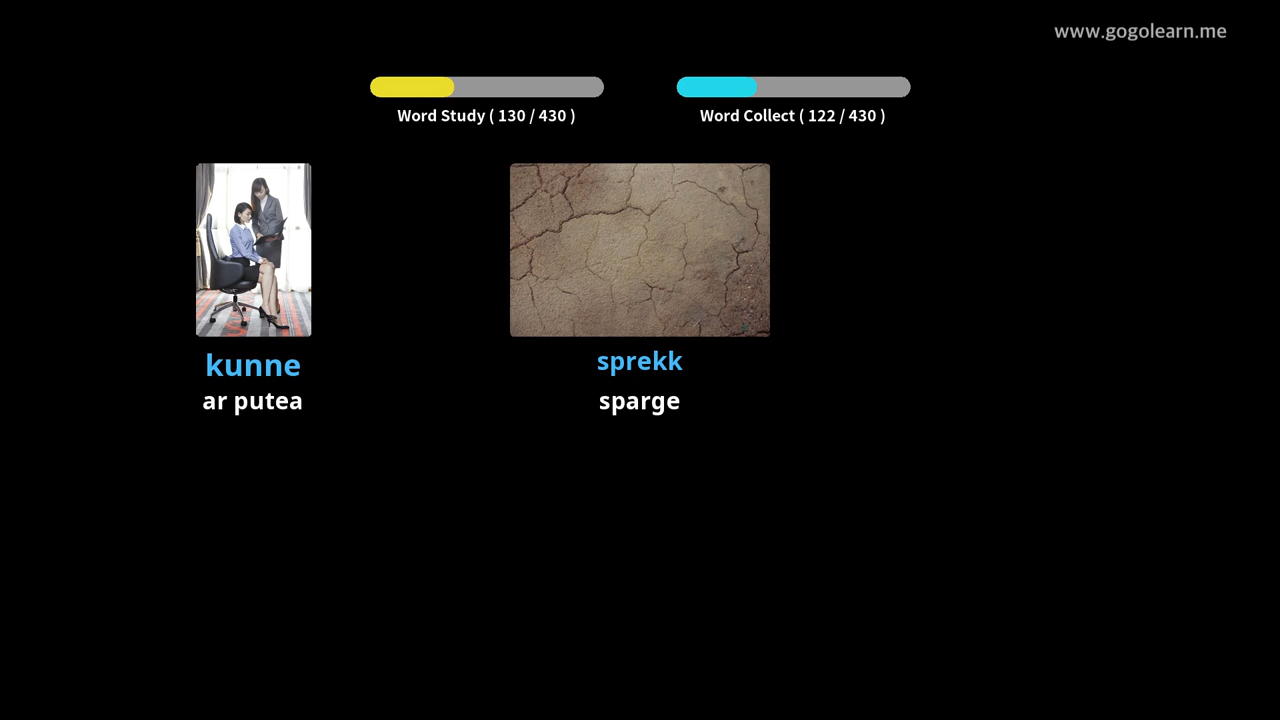 www.gogolearn.me
Word Study ( 130 / 430 )
Word Collect ( 122 / 430 )
kunne
ar putea
sprekk
sparge